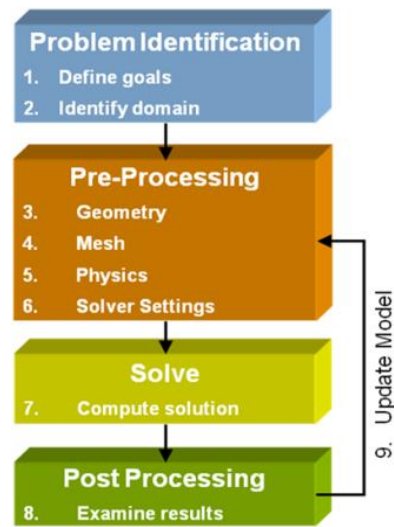 Problem Identification
1. Define goals
2. Identify domain
Pre-Processing
3. Geometry
4. Mesh
5. Physics
6. Solver Settings
Solve
7. Compute solution
Post Processing
8. Examine results
9. Update Model